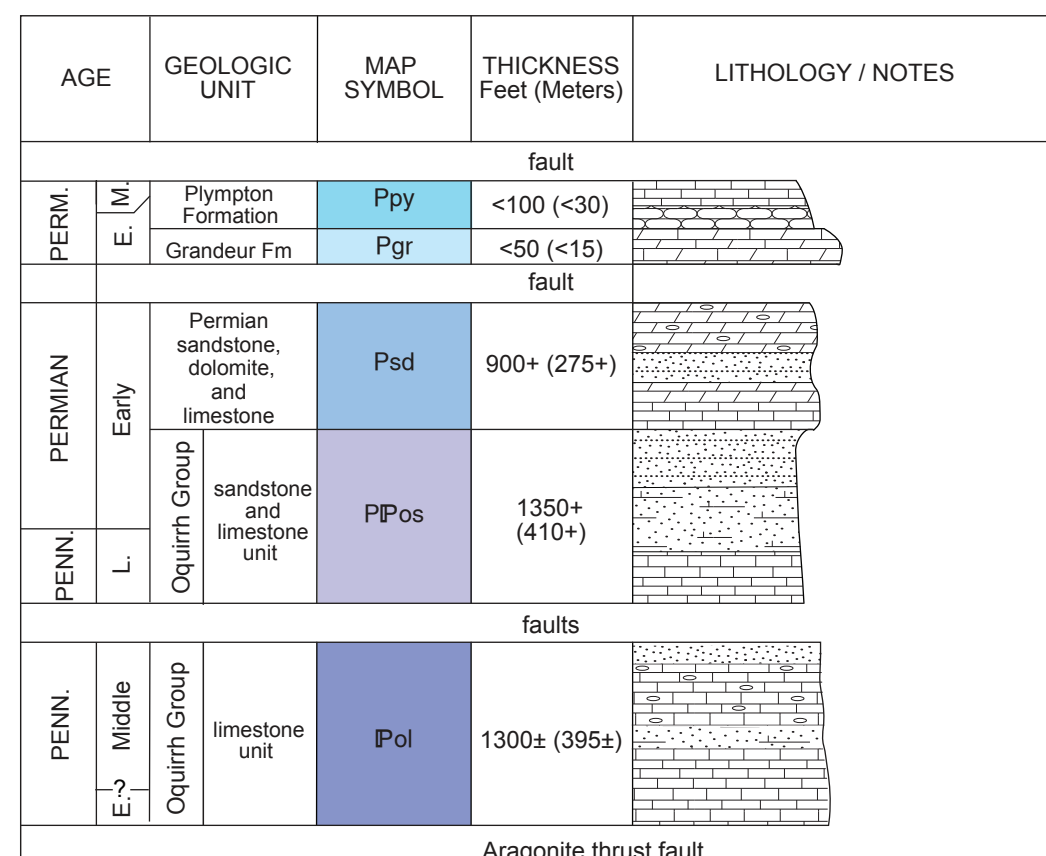 AGE
GEOLOGIC
UNIT
MAP
SYMBOL
THICKNESS
Feet (Meters)
LITHOLOGY / NOTES
fault
PERM.
M.
E.
Plympton
Formation
Ppy
<100 (<30)
Grandeur Fm
Pgr
<50 (<15)
fault
PERMIAN
Early
Permian
sandstone,
dolomite,
and
limestone
Psd
900+ (275+)
PENN.
L.
Oquirrh Group
sandstone
and
limestone
unit
PℙPos
1350+
(410+)
faults
PENN.
Middle
E.
?
Oquirrh Group
limestone
unit
ℙPol
1300± (395±)
Aragonite thrust fault